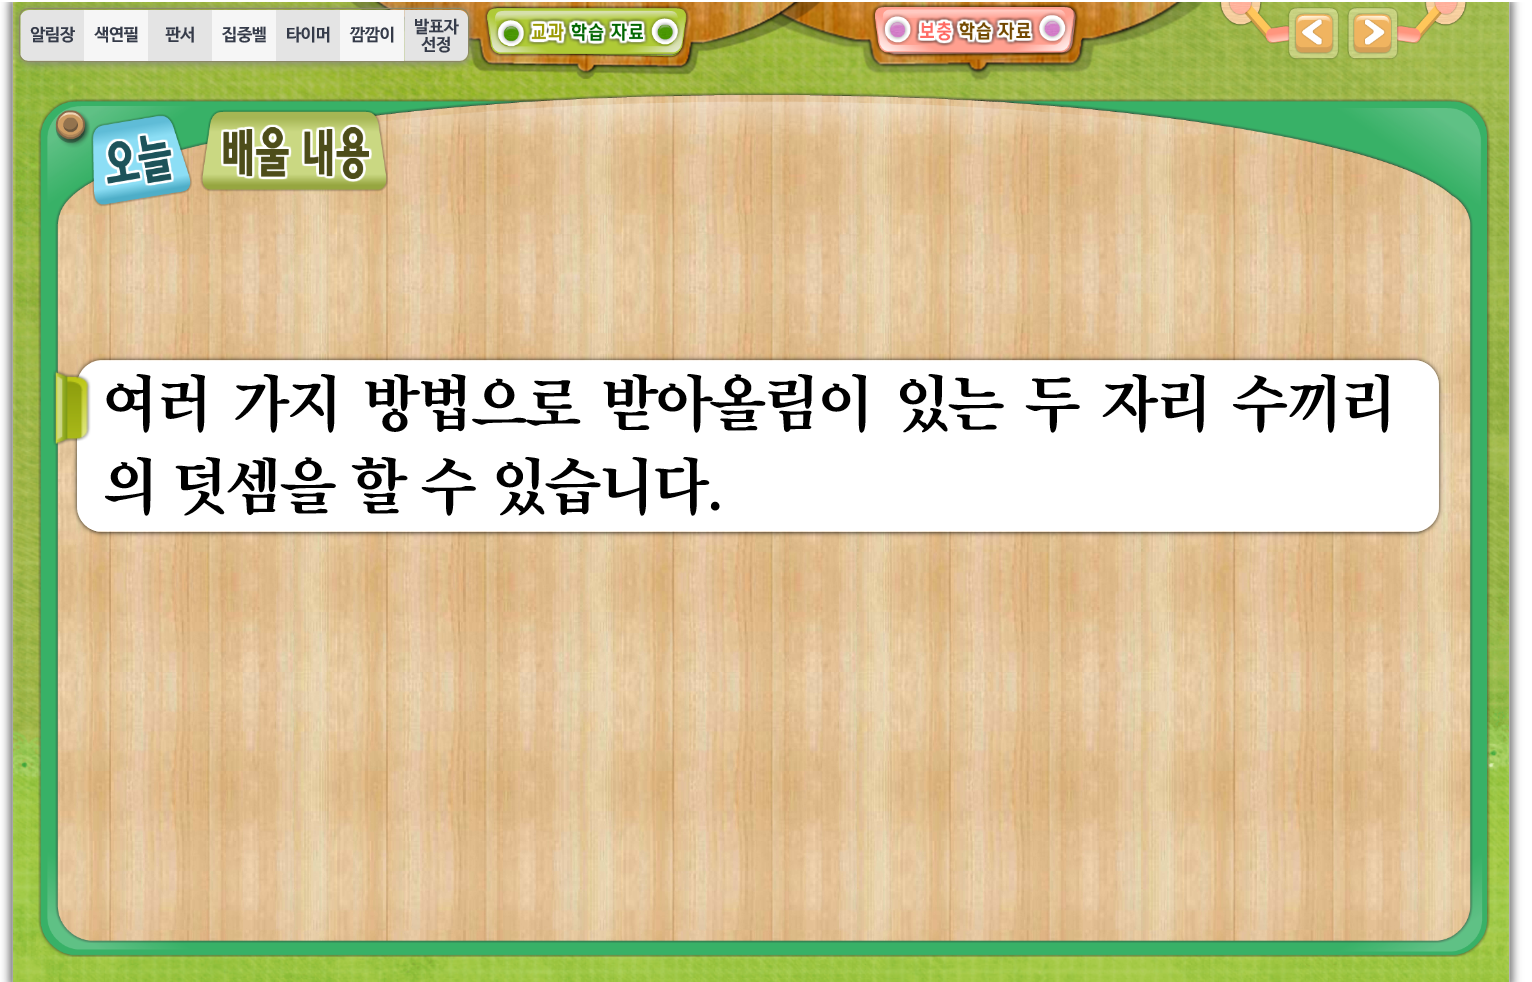 알림장 색연필 판서 집중벨 타이머 깜깜이 발표자
선정
교과 학습 자료
보충 학습 자료
오늘 배울 내용
여러 가지 방법으로 받아올림이 있는 두 자리 수끼리
의 덧셈을 할 수 있습니다.